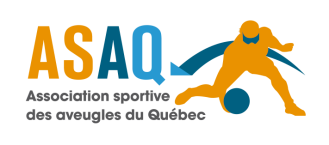 ASAQ
Association sportive
des aveugles du Québec